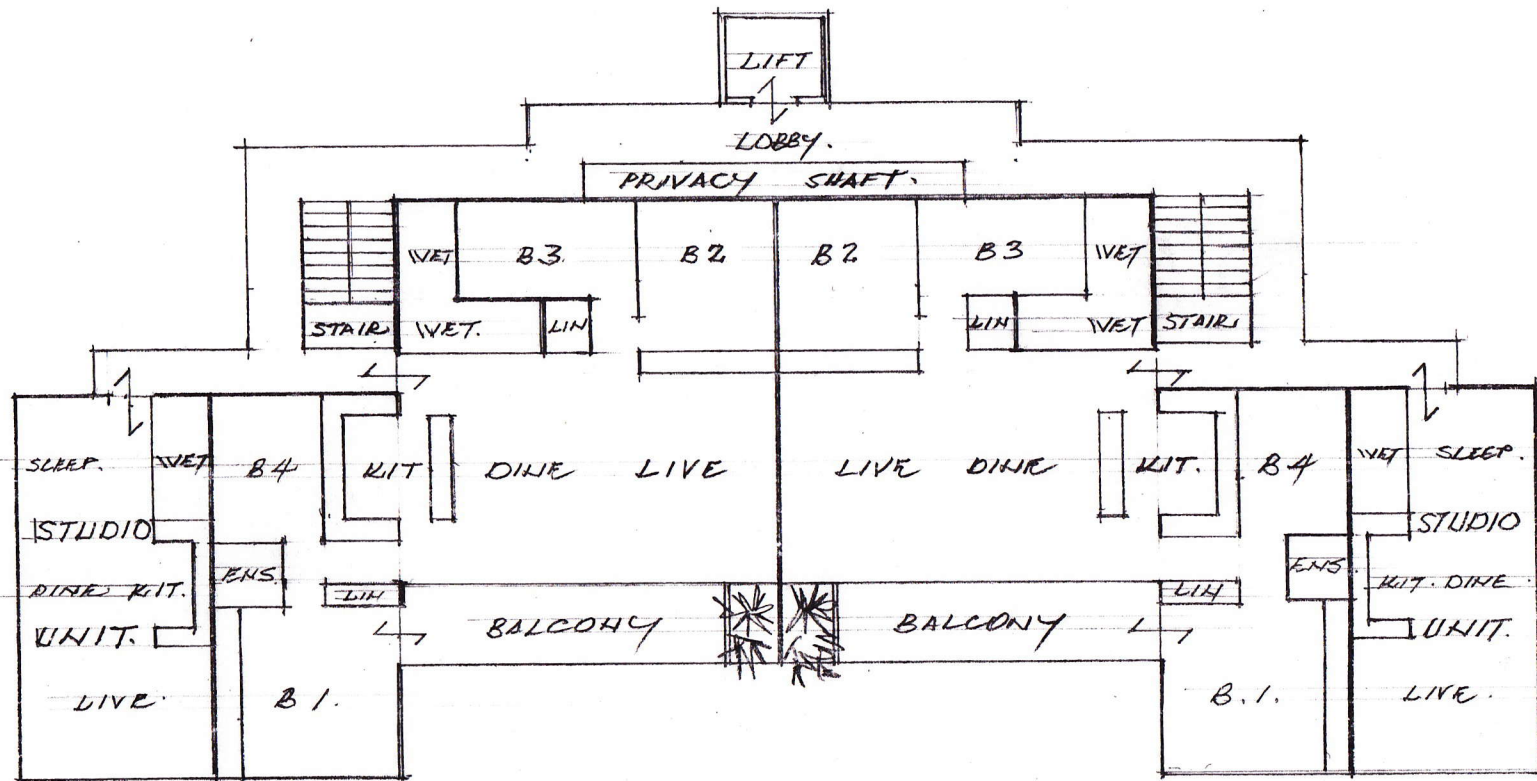 LIFT
LOBBY.
PRIVACY SHAFT.
WET B3. B2 B2 B3 WET
STAIR WET. LIN LIN WET STAIR
SLEEP. WET B4 KIT DINE LIVE LIVE DINE KIT. B4 WET SLEEP.
STUDIO STUDIO
DINE KIT. ENS. ENS. KIT. DINE
LIN LIN
UNIT. BALCONY BALCONY UNIT.
LIVE. B1. B.1. LIVE.